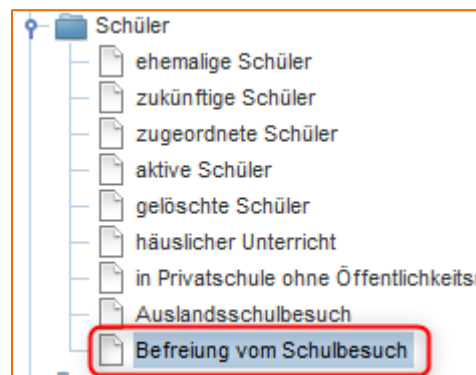 Schüler
ehemalige Schüler
zukünftige Schüler
zugeordnete Schüler
aktive Schüler
gelöschte Schüler
häuslicher Unterricht
in Privatschule ohne
Auslandsschulbesuch
Befreiung vom Schulbesuch